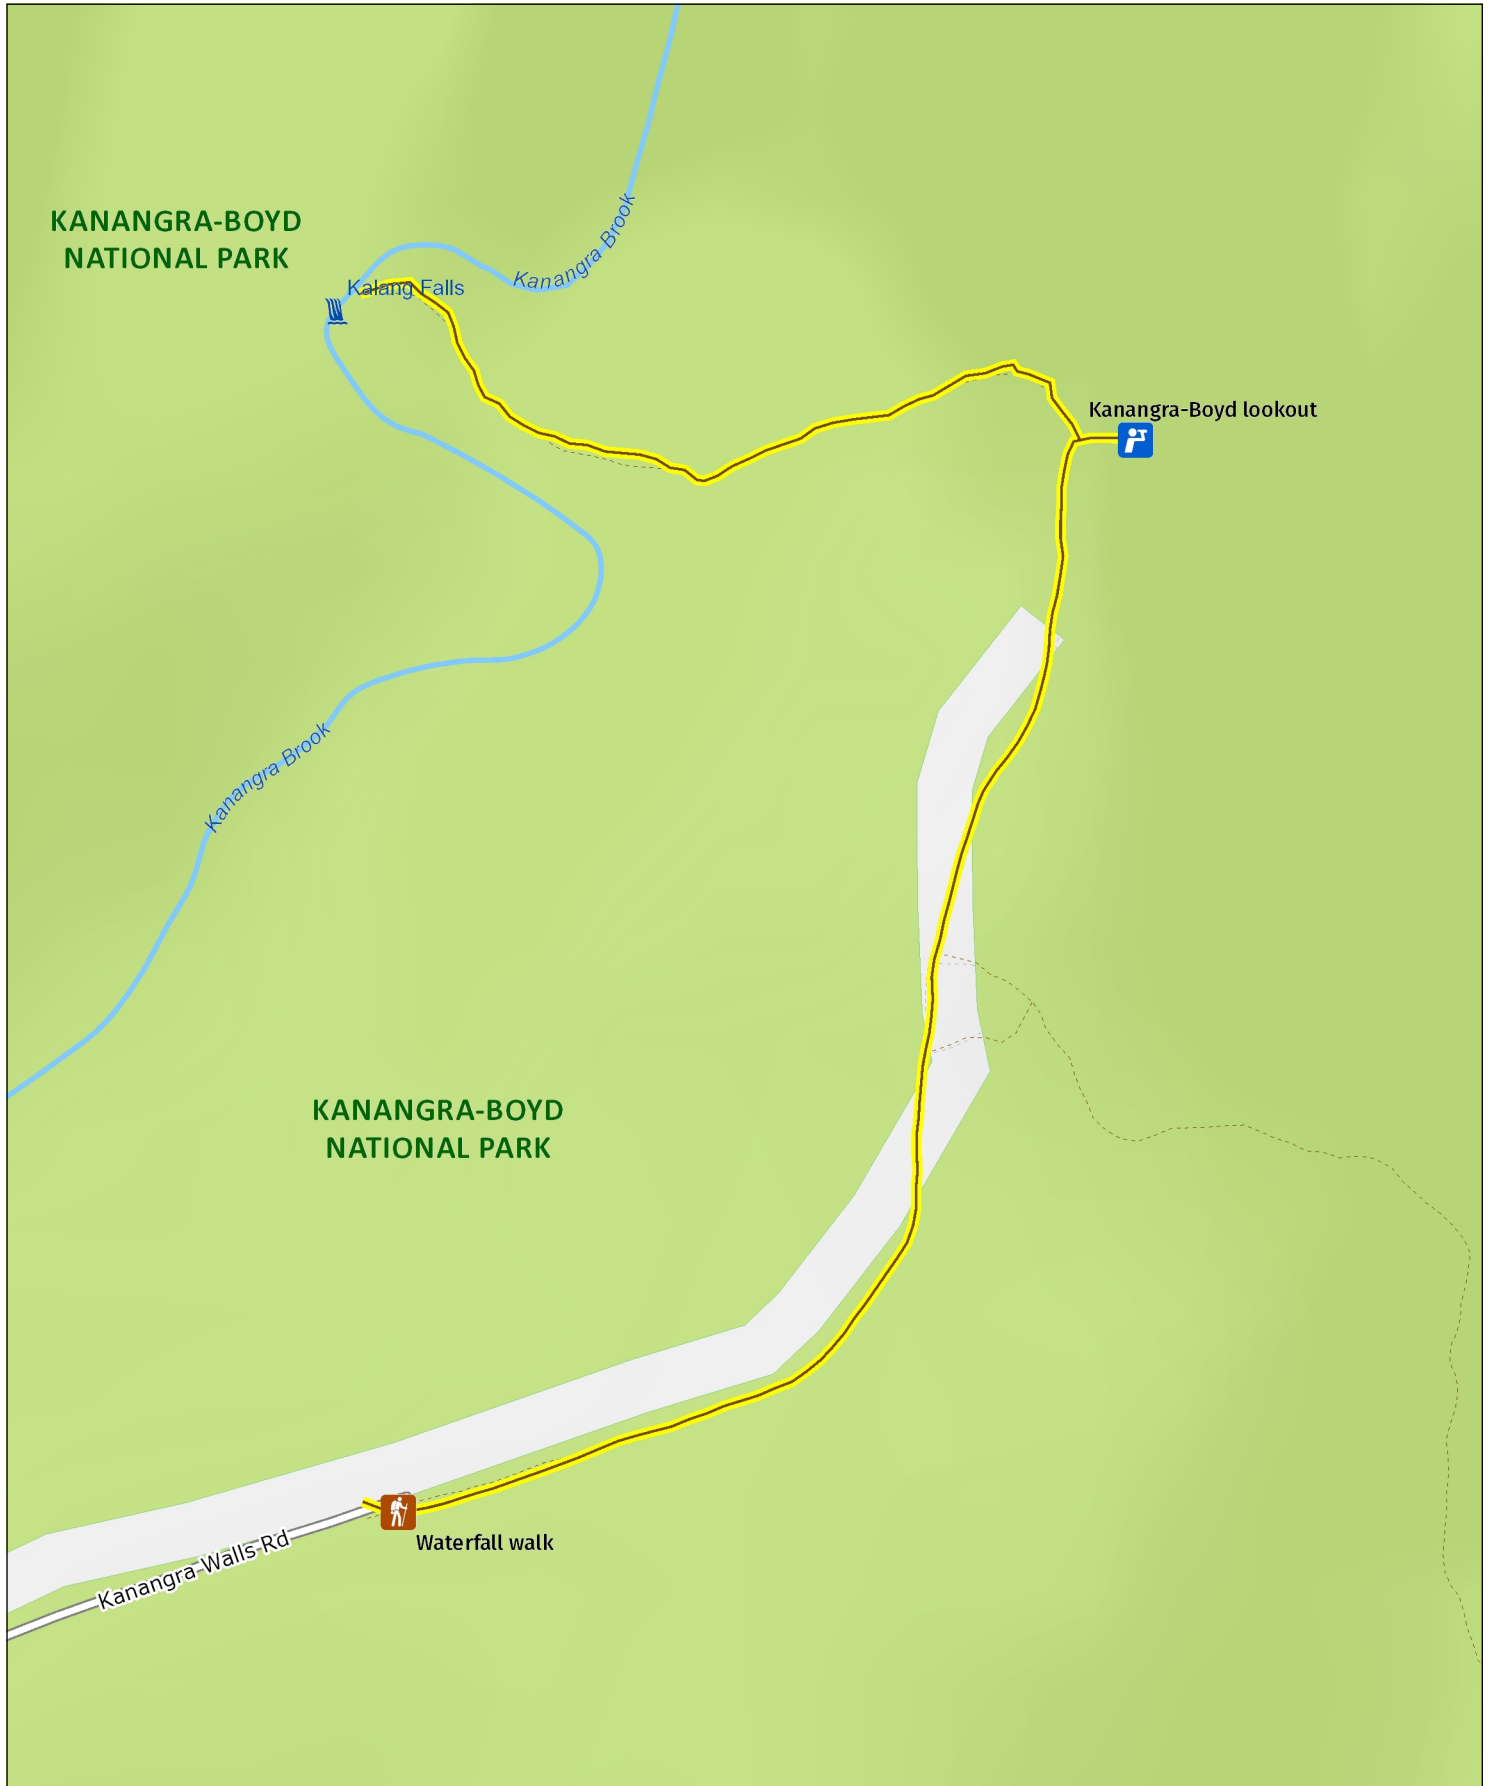 KANANGRA-BOYD
NATIONAL PARK
Kanangra Brook
Kalang Falls
Kanangra-Boyd lookout
Kanangra Brook
KANANGRA-BOYD
NATIONAL PARK
Kanangra Walls Rd
Waterfall walk